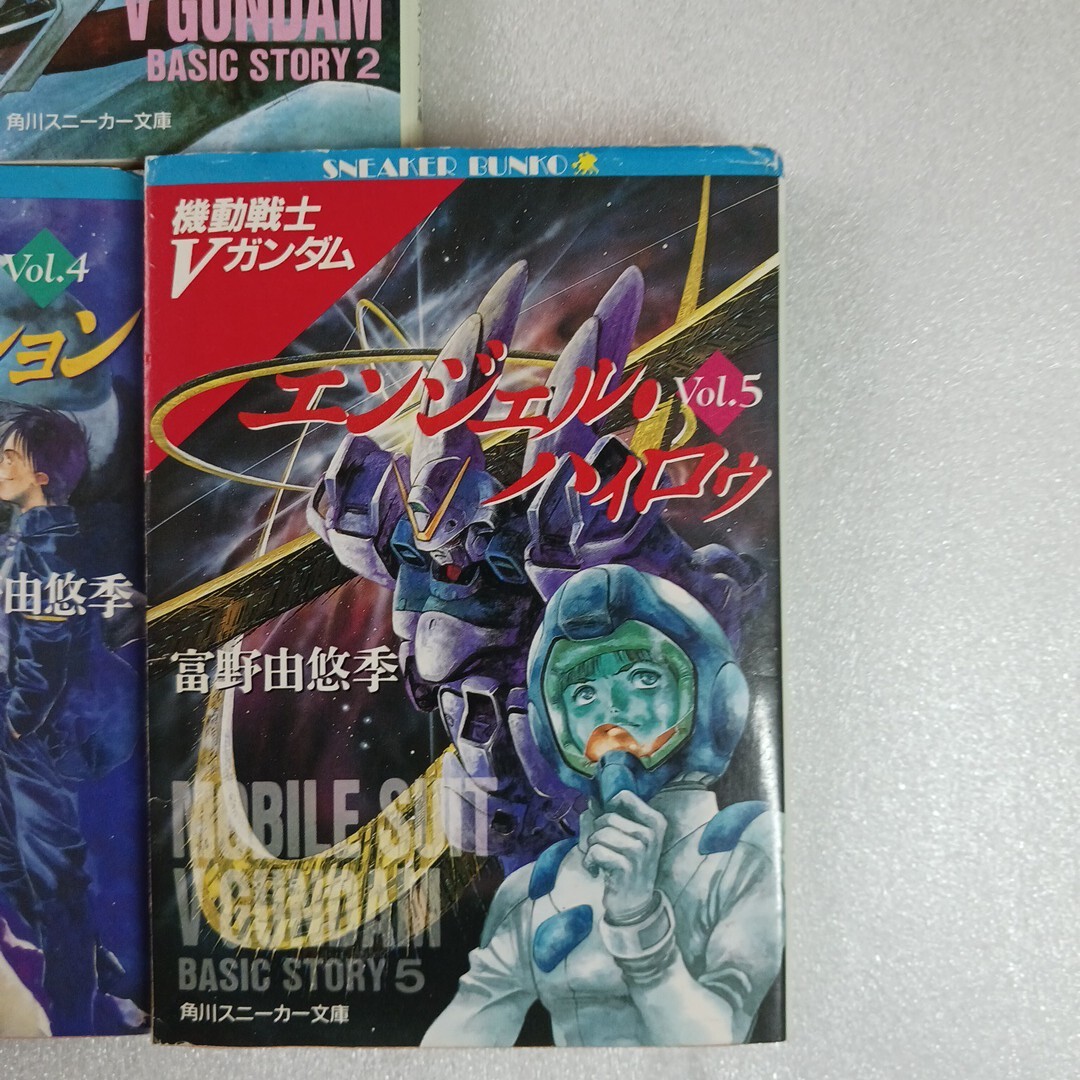 V GUNDAM
BASIC STORY 2
角川スニーカー文庫
Vol.4
ョン
由悠季
SNEAKER BUNKO
機動戦士
Vガンダム
エンジェル・
ハイロゥ
Vol.5
富野由悠季
MOBILE SUIT
V GUNDAM
BASIC STORY 5
角川スニーカー文庫